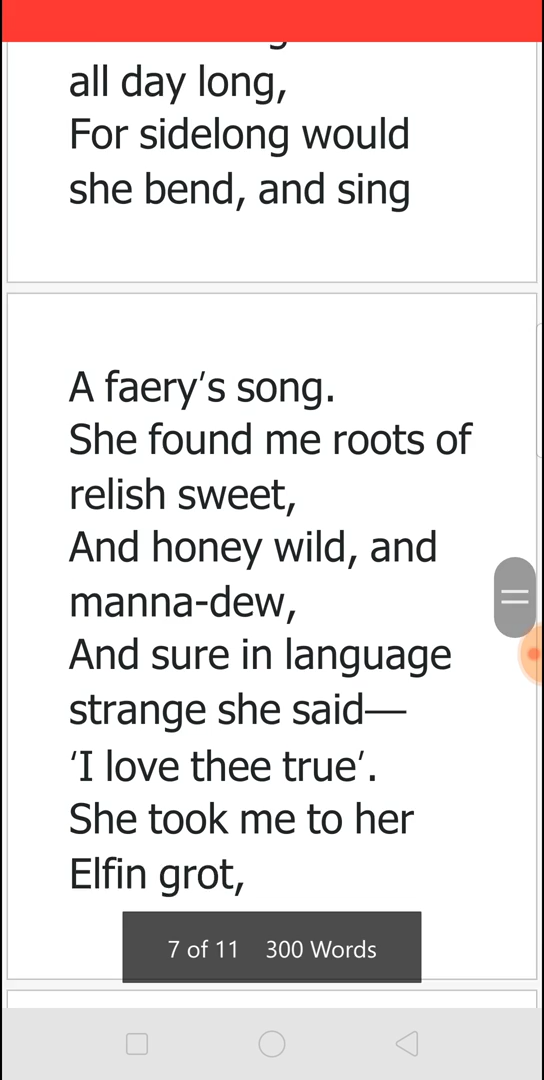 all day long,
For sidelong would
she bend, and sing
A faery’s song.
She found me roots of
relish sweet,
And honey wild, and
manna-dew,
And sure in language
strange she said—
‘I love thee true’.
She took me to her
Elfin grot,
7 of 11 300 Words